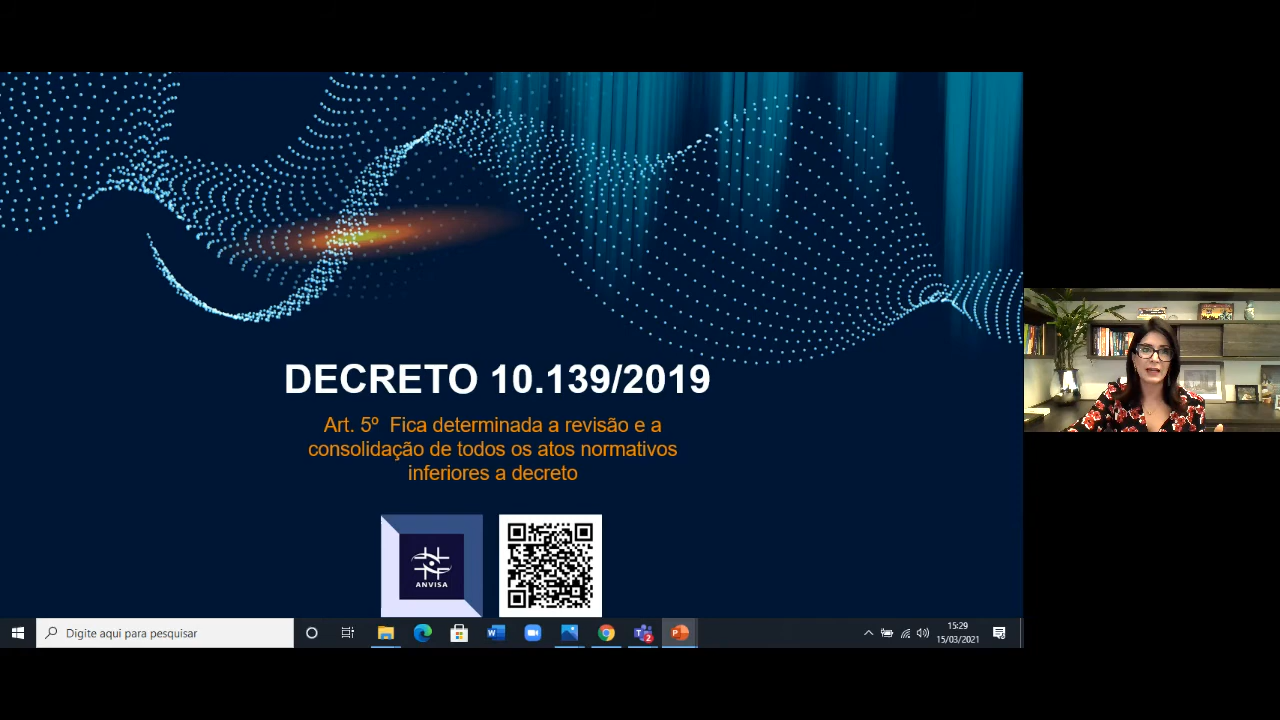 DECRETO 10.139/2019
Art. 5º Fica determinada a revisão e a
consolidação de todos os atos normativos
inferiores a decreto
ANVISA
Digite aqui para pesquisar
15:29
15/03/2021
2